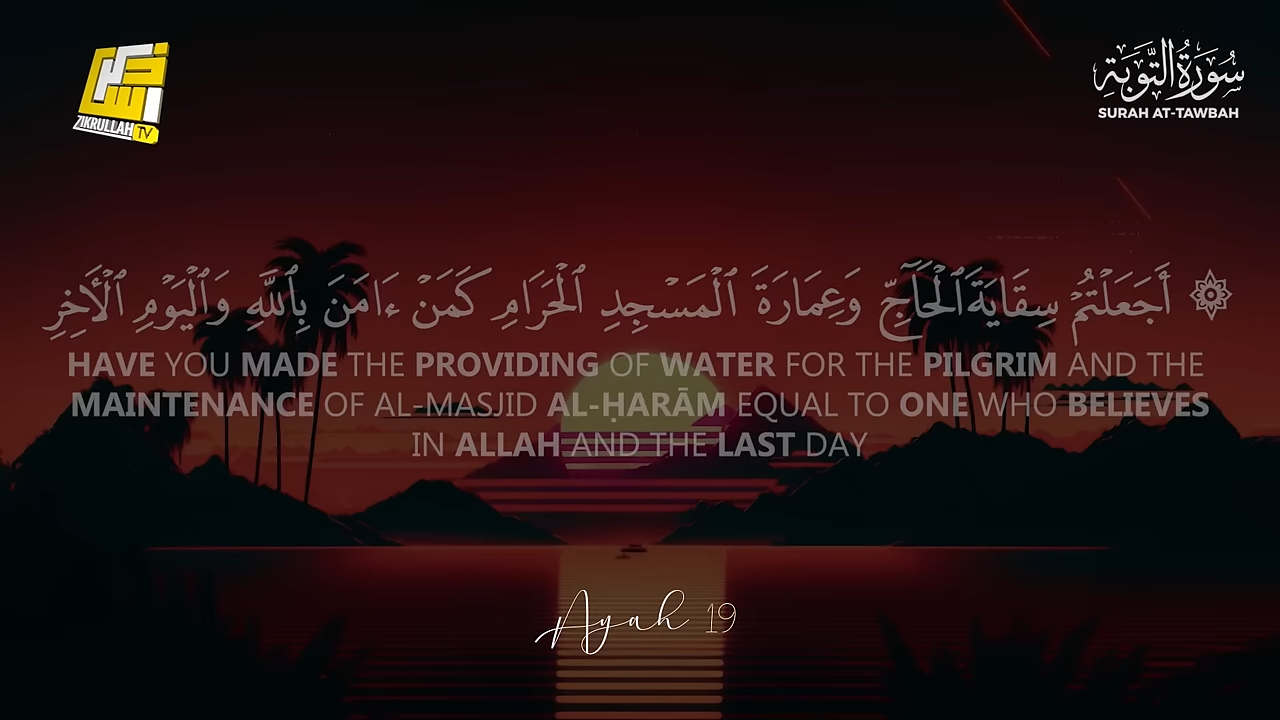 ذكر الله
ZIKRULLAH TV
سُورَةُ التَّوْبَةِ
SURAH AT-TAWBAH
۞ أَجَعَلْتُمْ سِقَايَةَ ٱلْحَآجِّ وَعِمَارَةَ ٱلْمَسْجِدِ ٱلْحَرَامِ كَمَنْ ءَامَنَ بِٱللَّهِ وَٱلْيَوْمِ ٱلْـَٔاخِرِ
HAVE YOU MADE THE PROVIDING OF WATER FOR THE PILGRIM AND THE
MAINTENANCE OF AL-MASJID AL-ḤARĀM EQUAL TO ONE WHO BELIEVES
IN ALLAH AND THE LAST DAY
Ayah 19